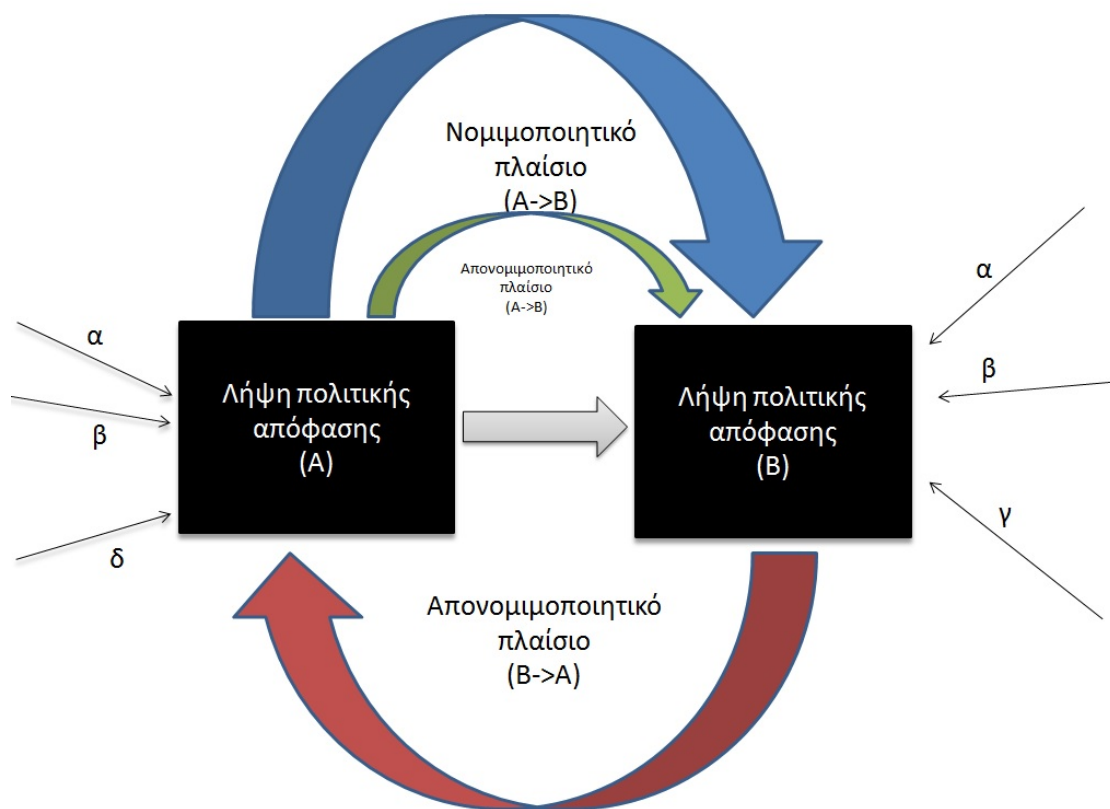 Νομιμοποιητικό
πλαίσιο
(Α->Β)
Απονομιμοποιητικό
πλαίσιο
(Α->Β)
α
β
δ
Λήψη πολιτικής
απόφασης
(Α)
Λήψη πολιτικής
απόφασης
(Β)
α
β
γ
Απονομιμοποιητικό
πλαίσιο
(Β->Α)